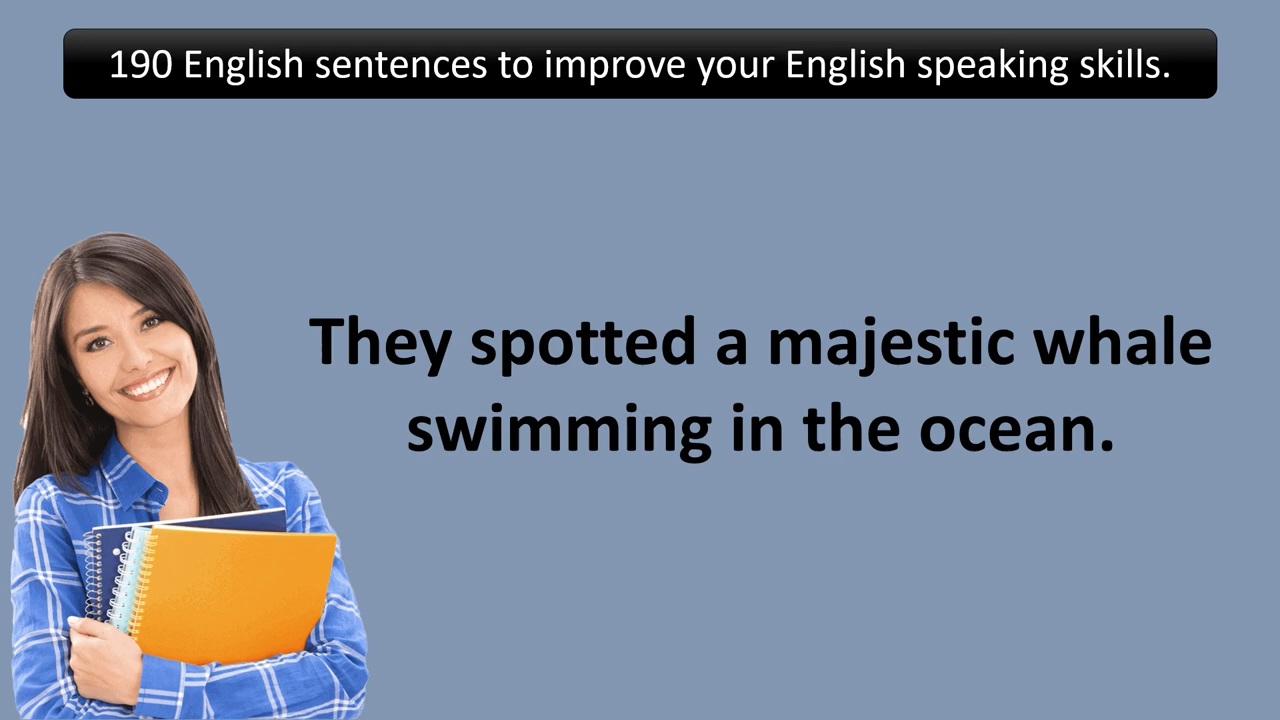 190 English sentences to improve your English speaking skills.
They spotted a majestic whale
swimming in the ocean.